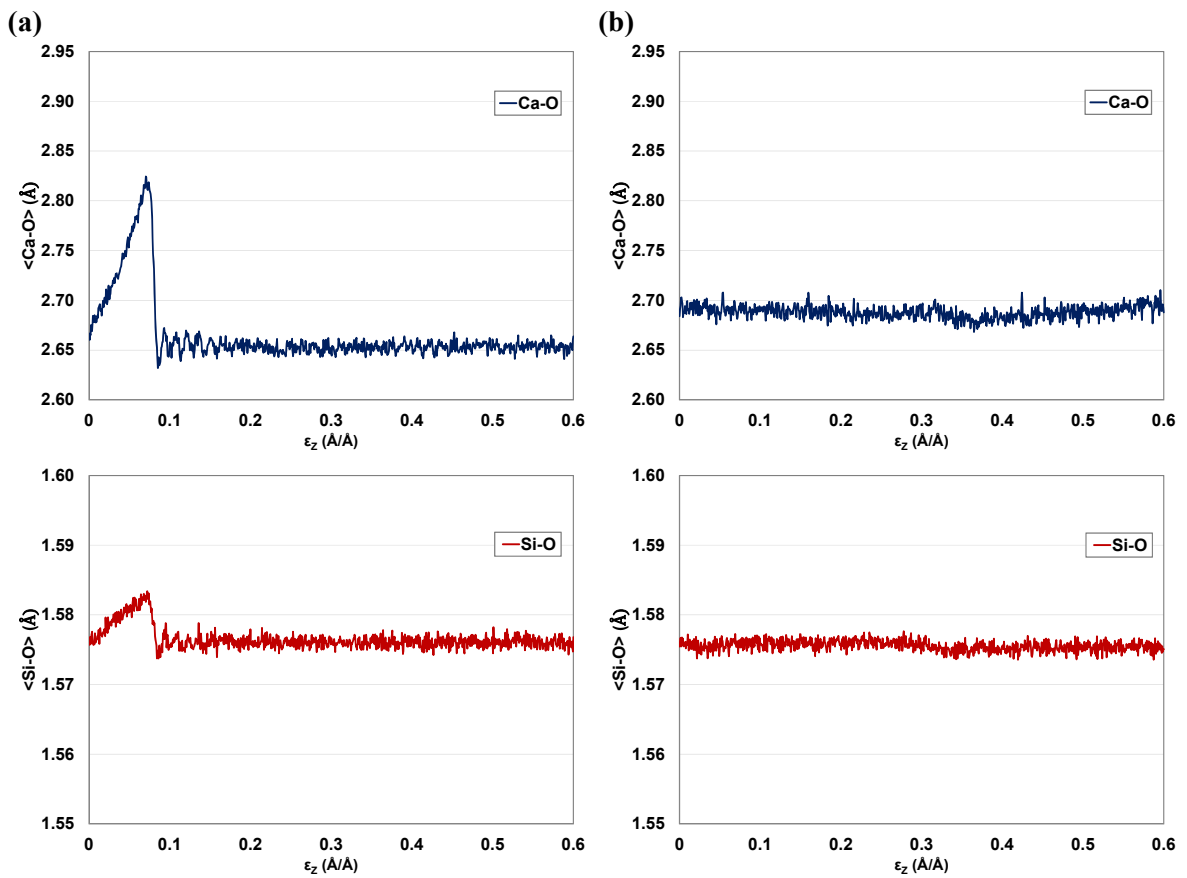 (a)
2.95
2.90
2.85
2.80
2.75
2.70
2.65
2.60
<Ca-O> (Å)
Ca-O
0 0.1 0.2 0.3 0.4 0.5 0.6
εZ (Å/Å)
(b)
2.95
2.90
2.85
2.80
2.75
2.70
2.65
2.60
<Ca-O> (Å)
Ca-O
0 0.1 0.2 0.3 0.4 0.5 0.6
εZ (Å/Å)
1.60
1.59
1.58
1.57
1.56
1.55
<Si-O> (Å)
Si-O
0 0.1 0.2 0.3 0.4 0.5 0.6
εZ (Å/Å)
1.60
1.59
1.58
1.57
1.56
1.55
<Si-O> (Å)
Si-O
0 0.1 0.2 0.3 0.4 0.5 0.6
εZ (Å/Å)